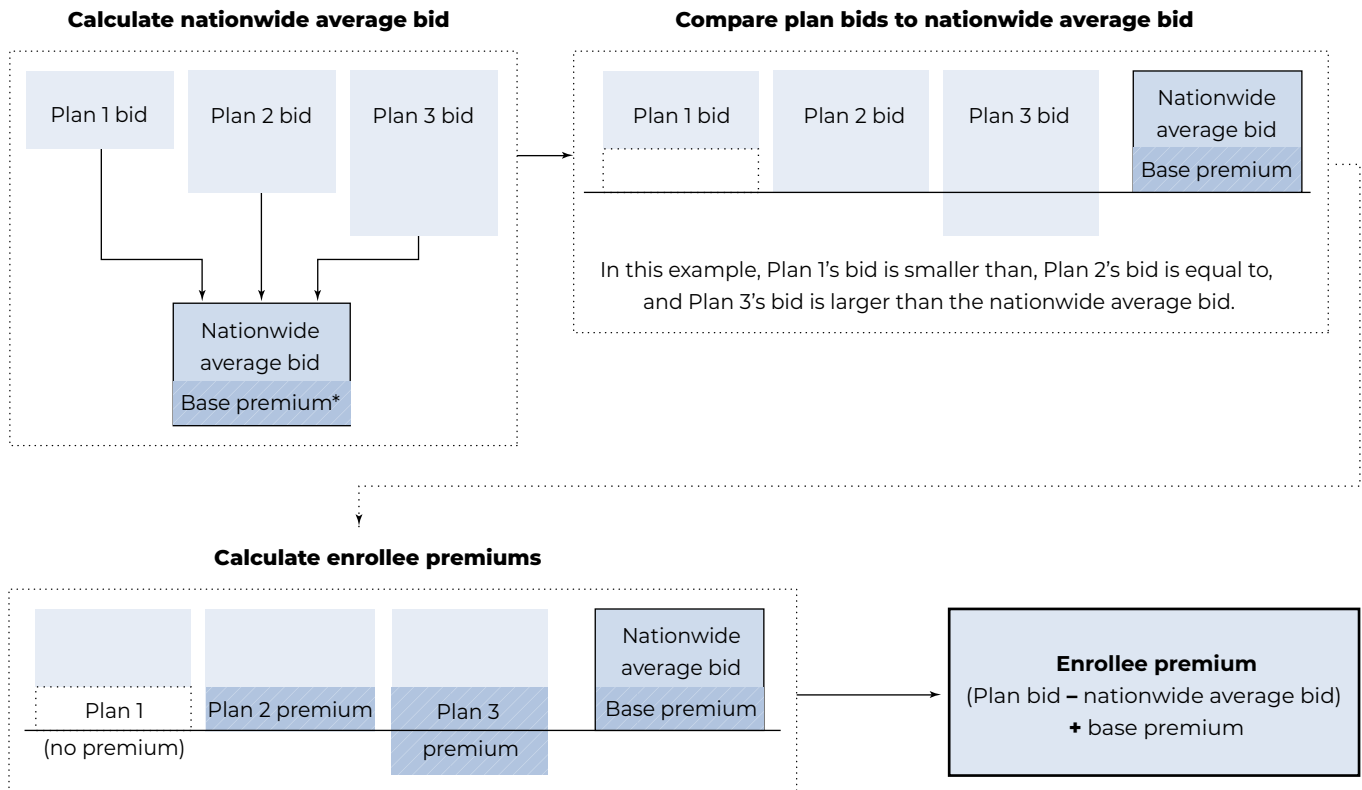 Calculate nationwide average bid
Plan 1 bid
Plan 2 bid
Plan 3 bid
Nationwide
average bid
Base premium*
Compare plan bids to nationwide average bid
Plan 1 bid
Plan 2 bid
Plan 3 bid
Nationwide
average bid
Base premium
In this example, Plan 1’s bid is smaller than, Plan 2’s bid is equal to,
and Plan 3’s bid is larger than the nationwide average bid.
Calculate enrollee premiums
Plan 1
(no premium)
Plan 2 premium
Plan 3
premium
Nationwide
average bid
Base premium
Enrollee premium
(Plan bid – nationwide average bid)
+ base premium